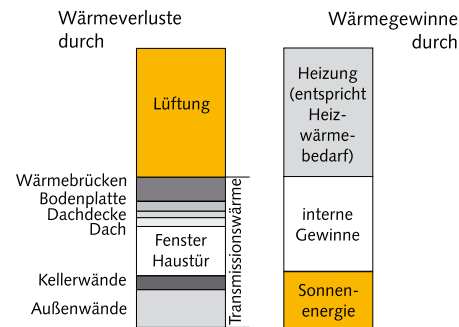 Wärmeverluste
durch
Wärmegewinne
durch
Lüftung
Wärmebrücken
Bodenplatte
Dachdecke
Dach
Fenster
Haustür
Kellerwände
Außenwände
Transmissionswärme
Heizung
(entspricht
Heiz-
wärme-
bedarf)
interne
Gewinne
Sonnen-
energie